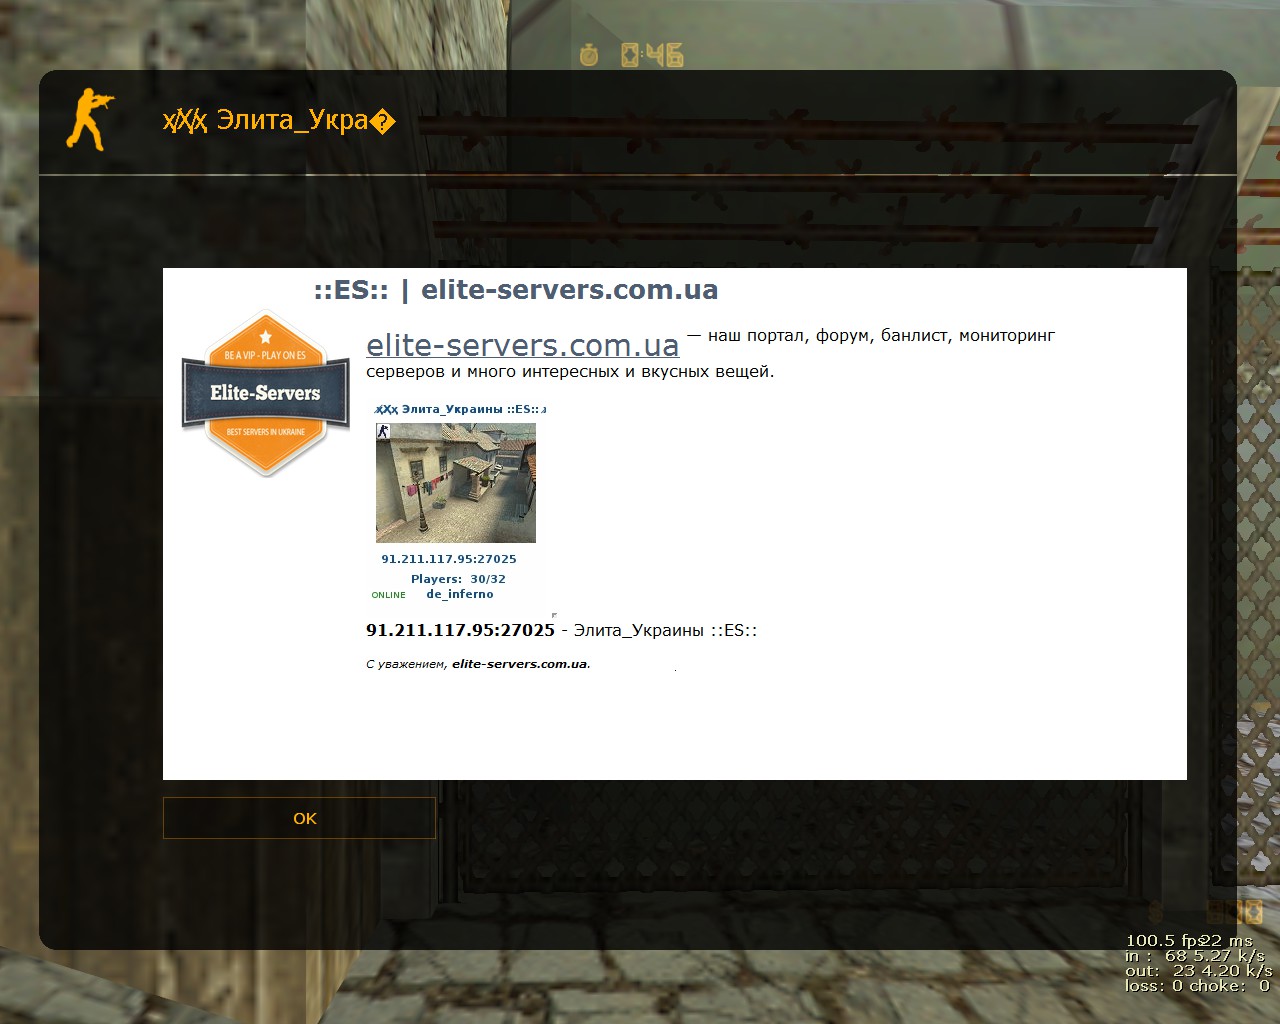 0:46
ҳ̸Ҳ̸ҳ Элита_Укра�
::ES:: | elite-servers.com.ua
elite-servers.com.ua — наш портал, форум, банлист, мониторинг
серверов и много интересных и вкусных вещей.
BE A VIP - PLAY ON ES
Elite-Servers
BEST SERVERS IN UKRAINE
ҳ̸Ҳҳ Элита_Украины ::ES::
91.211.117.95:27025
Players: 30/32
ONLINE de_inferno
91.211.117.95:27025 - Элита_Украины ::ES::
С уважением, elite-servers.com.ua.
OK
100.5 fps 22 ms
in : 68 5.27 k/s
out: 23 4.20 k/s
loss: 0 choke: 0